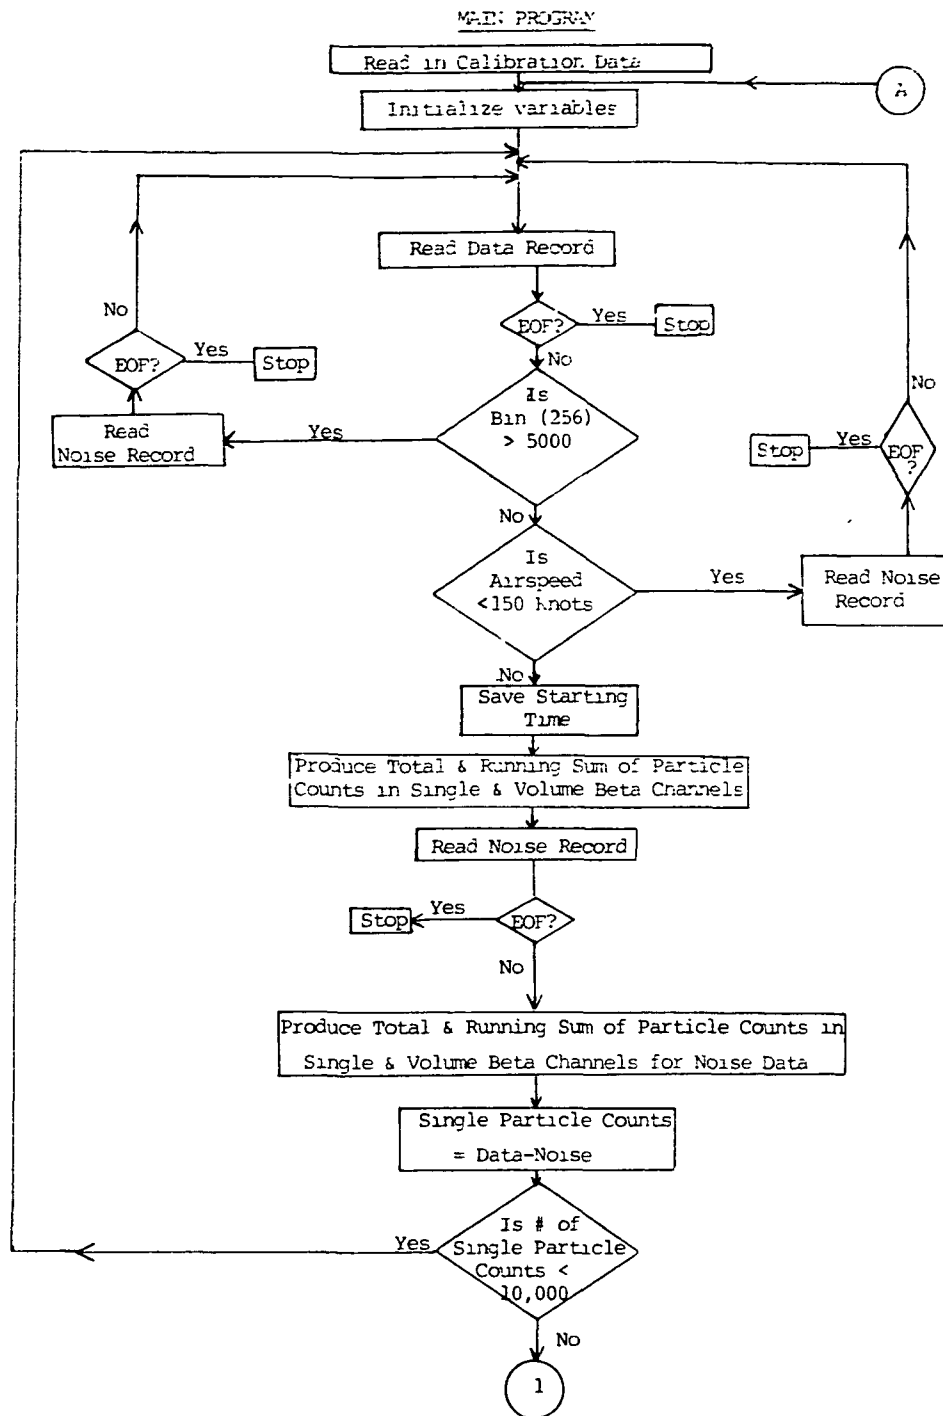 MAIN PROGRAM
Read in Calibration Data
A
Initialize variables
Read Data Record
No
EOF?
Yes
Stop
EOF?
Yes
Stop
No
No
Is
Bin (256)
> 5000
Yes
Read
Noise Record
Stop
Yes
EOF
?
No
Is
Airspeed
<150 knots
Yes
Read Noise
Record
No
Save Starting
Time
Produce Total & Running Sum of Particle
Counts in Single & Volume Beta Channels
Read Noise Record
Stop
Yes
EOF?
No
Produce Total & Running Sum of Particle Counts in
Single & Volume Beta Channels for Noise Data
Single Particle Counts
= Data-Noise
Yes
Is # of
Single Particle
Counts <
10,000
No
1